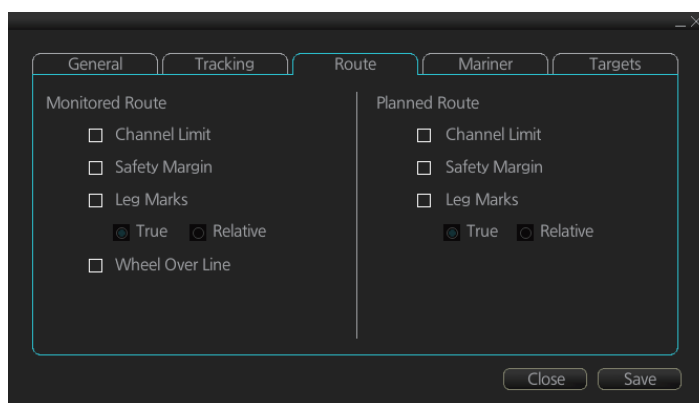 General Tracking Route Mariner Targets
Monitored Route
Channel Limit
Safety Margin
Leg Marks
True Relative
Wheel Over Line
Planned Route
Channel Limit
Safety Margin
Leg Marks
True Relative
Close Save